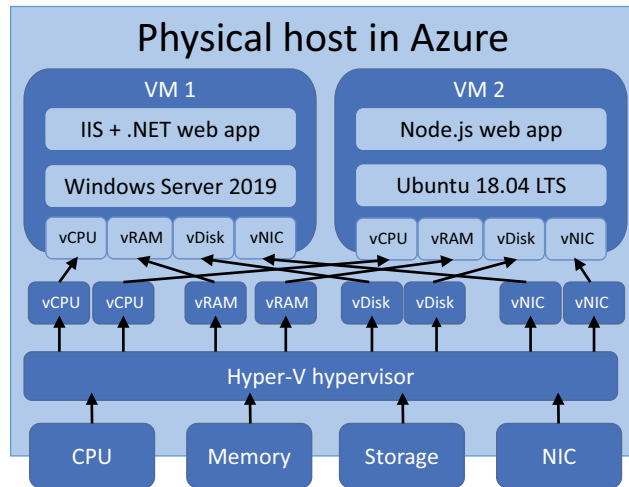 Physical host in Azure
VM 1
VM 2
IIS + .NET web app
Node.js web app
Windows Server 2019
Ubuntu 18.04 LTS
vCPU vRAM vDisk vNIC
vCPU vRAM vDisk vNIC
vCPU vCPU vRAM vRAM vDisk vDisk vNIC vNIC
Hyper-V hypervisor
CPU Memory Storage NIC